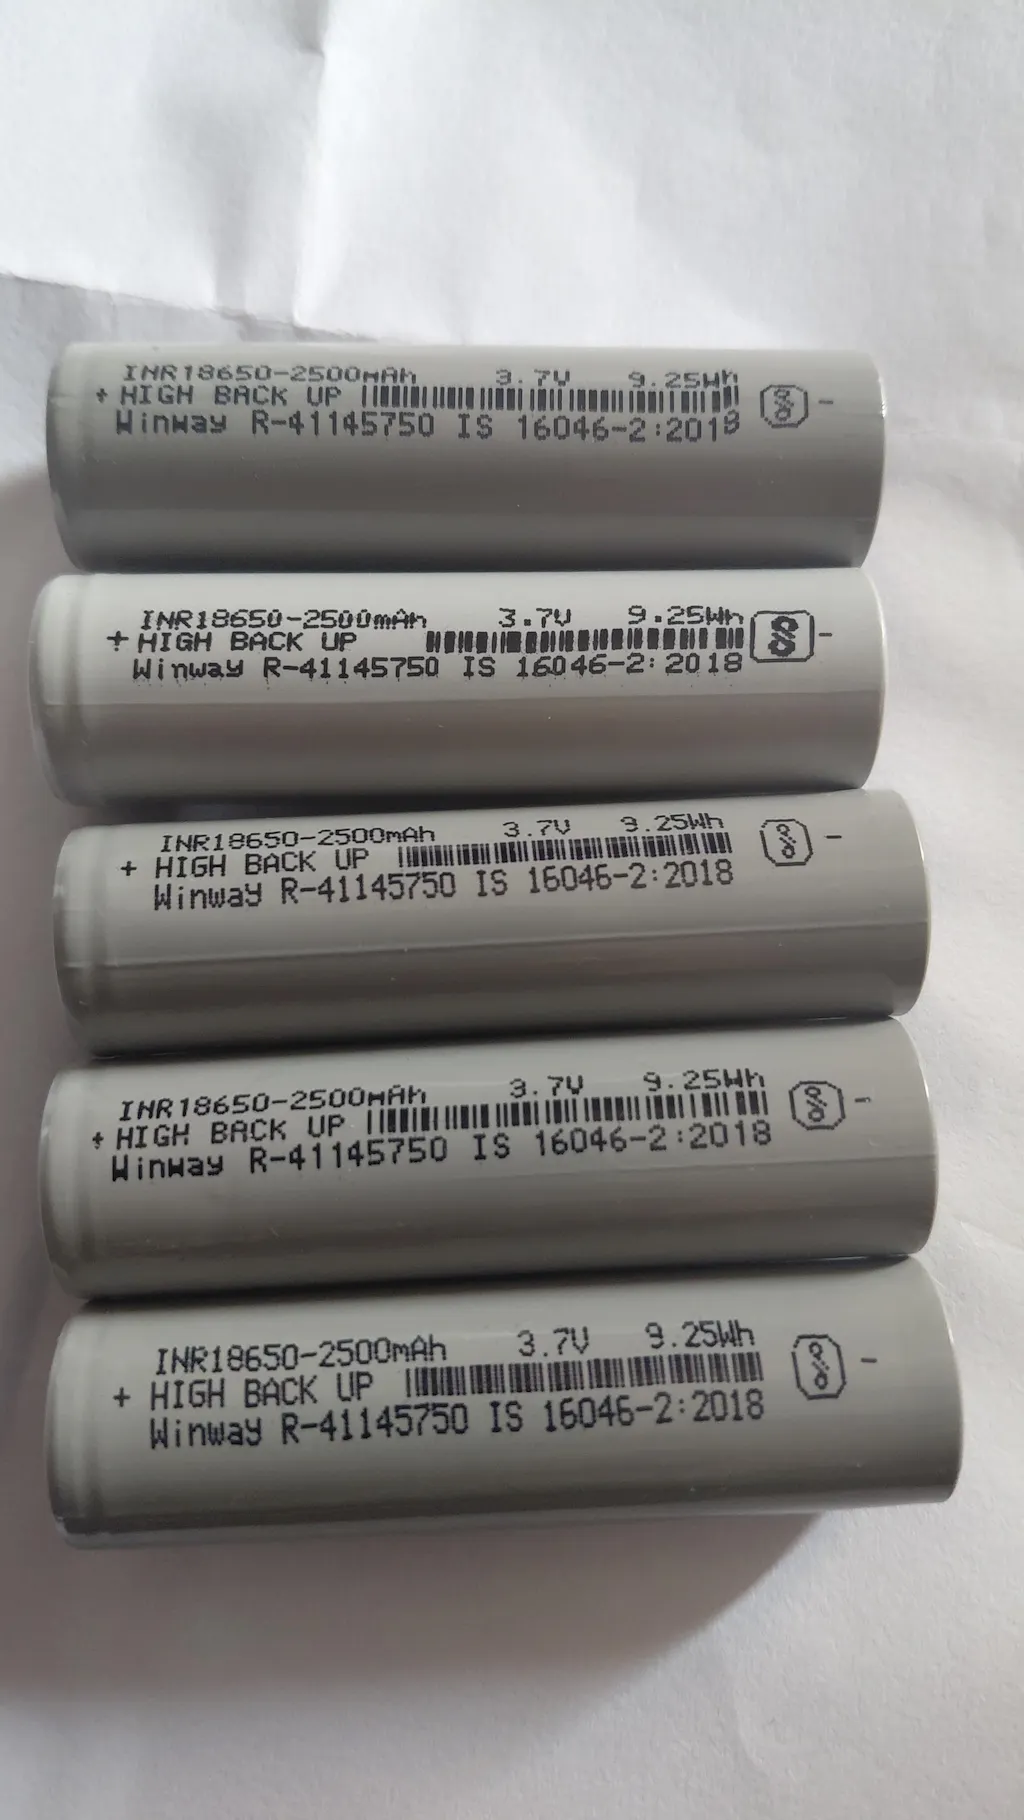 INR18650-2500mAh 3.7V 9.25Wh
+ HIGH BACK UP -
Winway R-41145750 IS 16046-2:2018
INR18650-2500mAh 3.7V 9.25Wh
+ HIGH BACK UP -
Winway R-41145750 IS 16046-2:2018
INR18650-2500mAh 3.7V 9.25Wh
+ HIGH BACK UP -
Winway R-41145750 IS 16046-2:2018
INR18650-2500mAh 3.7V 9.25Wh
+ HIGH BACK UP -
Winway R-41145750 IS 16046-2:2018
INR18650-2500mAh 3.7V 9.25Wh
+ HIGH BACK UP -
Winway R-41145750 IS 16046-2:2018